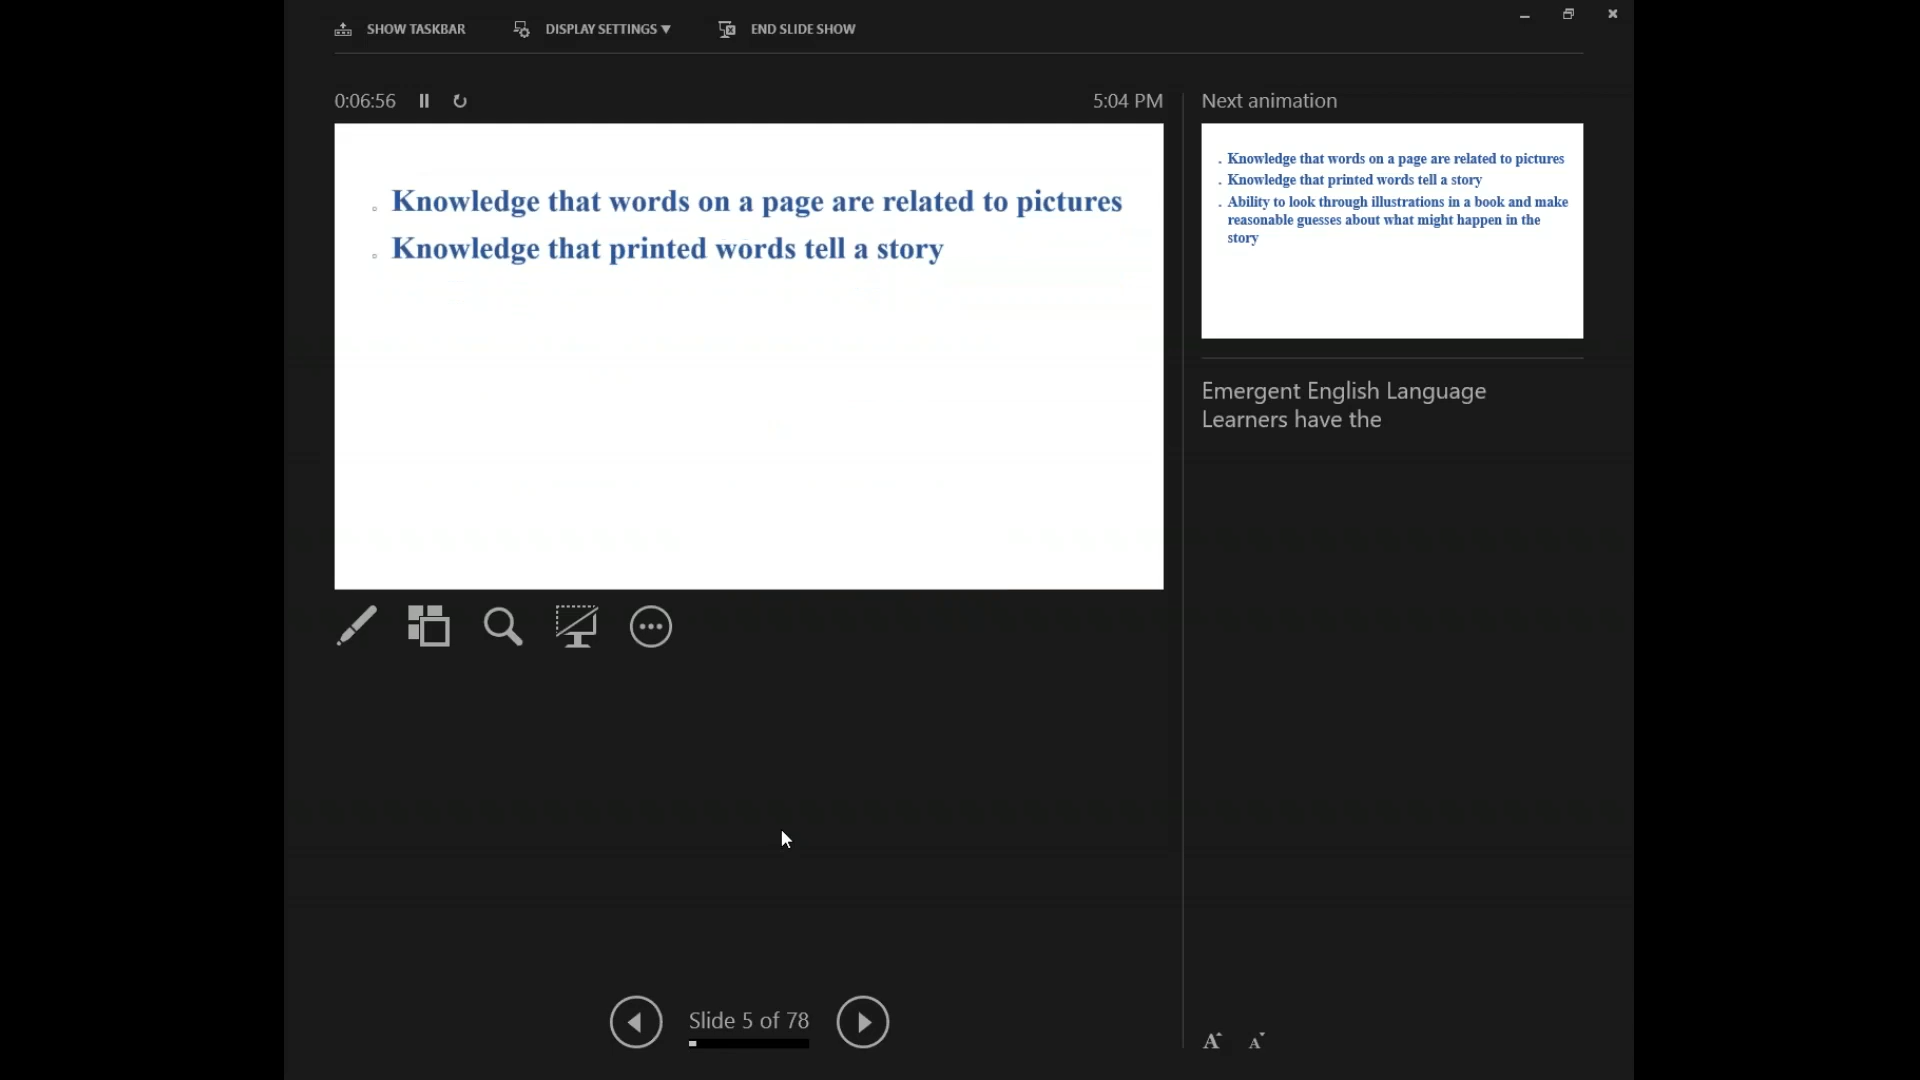 SHOW TASKBAR DISPLAY SETTINGS ▼ END SLIDE SHOW
0:06:56 5:04 PM
Knowledge that words on a page are related to pictures
Knowledge that printed words tell a story
Next animation
. Knowledge that words on a page are related to pictures
. Knowledge that printed words tell a story
. Ability to look through illustrations in a book and make
reasonable guesses about what might happen in the
story
Emergent English Language
Learners have the
Slide 5 of 78
A A